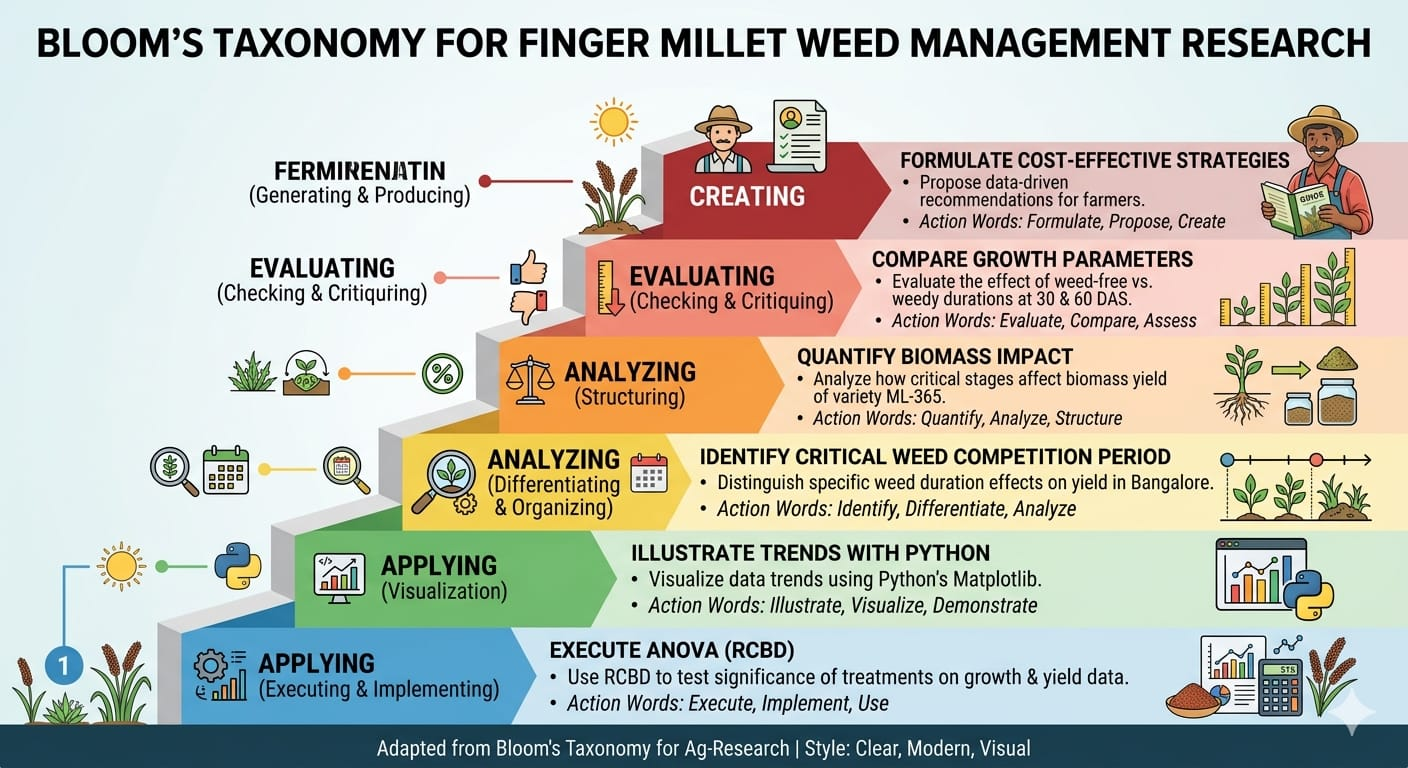 BLOOM'S TAXONOMY FOR FINGER MILLET WEED MANAGEMENT RESEARCH
FERMIRENATIN
(Generating & Producing)
CREATING
FORMULATE COST-EFFECTIVE STRATEGIES
• Propose data-driven
recommendations for farmers.
• Action Words: Formulate, Propose, Create
EVALUATING
(Checking & Critiquring)
EVALUATING
(Checking & Critiquing)
COMPARE GROWTH PARAMETERS
• Evaluate the effect of weed-free vs.
weedy durations at 30 & 60 DAS.
• Action Words: Evaluate, Compare, Assess
%
ANALYZING
(Structuring)
QUANTIFY BIOMASS IMPACT
• Analyze how critical stages affect biomass yield
of variety ML-365.
• Action Words: Quantify, Analyze, Structure
ANALYZING
(Differentiating
& Organizing)
IDENTIFY CRITICAL WEED COMPETITION PERIOD
• Distinguish specific weed duration effects on yield in Bangalore.
• Action Words: Identify, Differentiate, Analyze
</>
APPLYING
(Visualization)
ILLUSTRATE TRENDS WITH PYTHON
• Visualize data trends using Python's Matplotlib.
• Action Words: Illustrate, Visualize, Demonstrate
1
APPLYING
(Executing & Implementing)
EXECUTE ANOVA (RCBD)
• Use RCBD to test significance of treatments on growth & yield data.
• Action Words: Execute, Implement, Use
Adapted from Bloom's Taxonomy for Ag-Research | Style: Clear, Modern, Visual